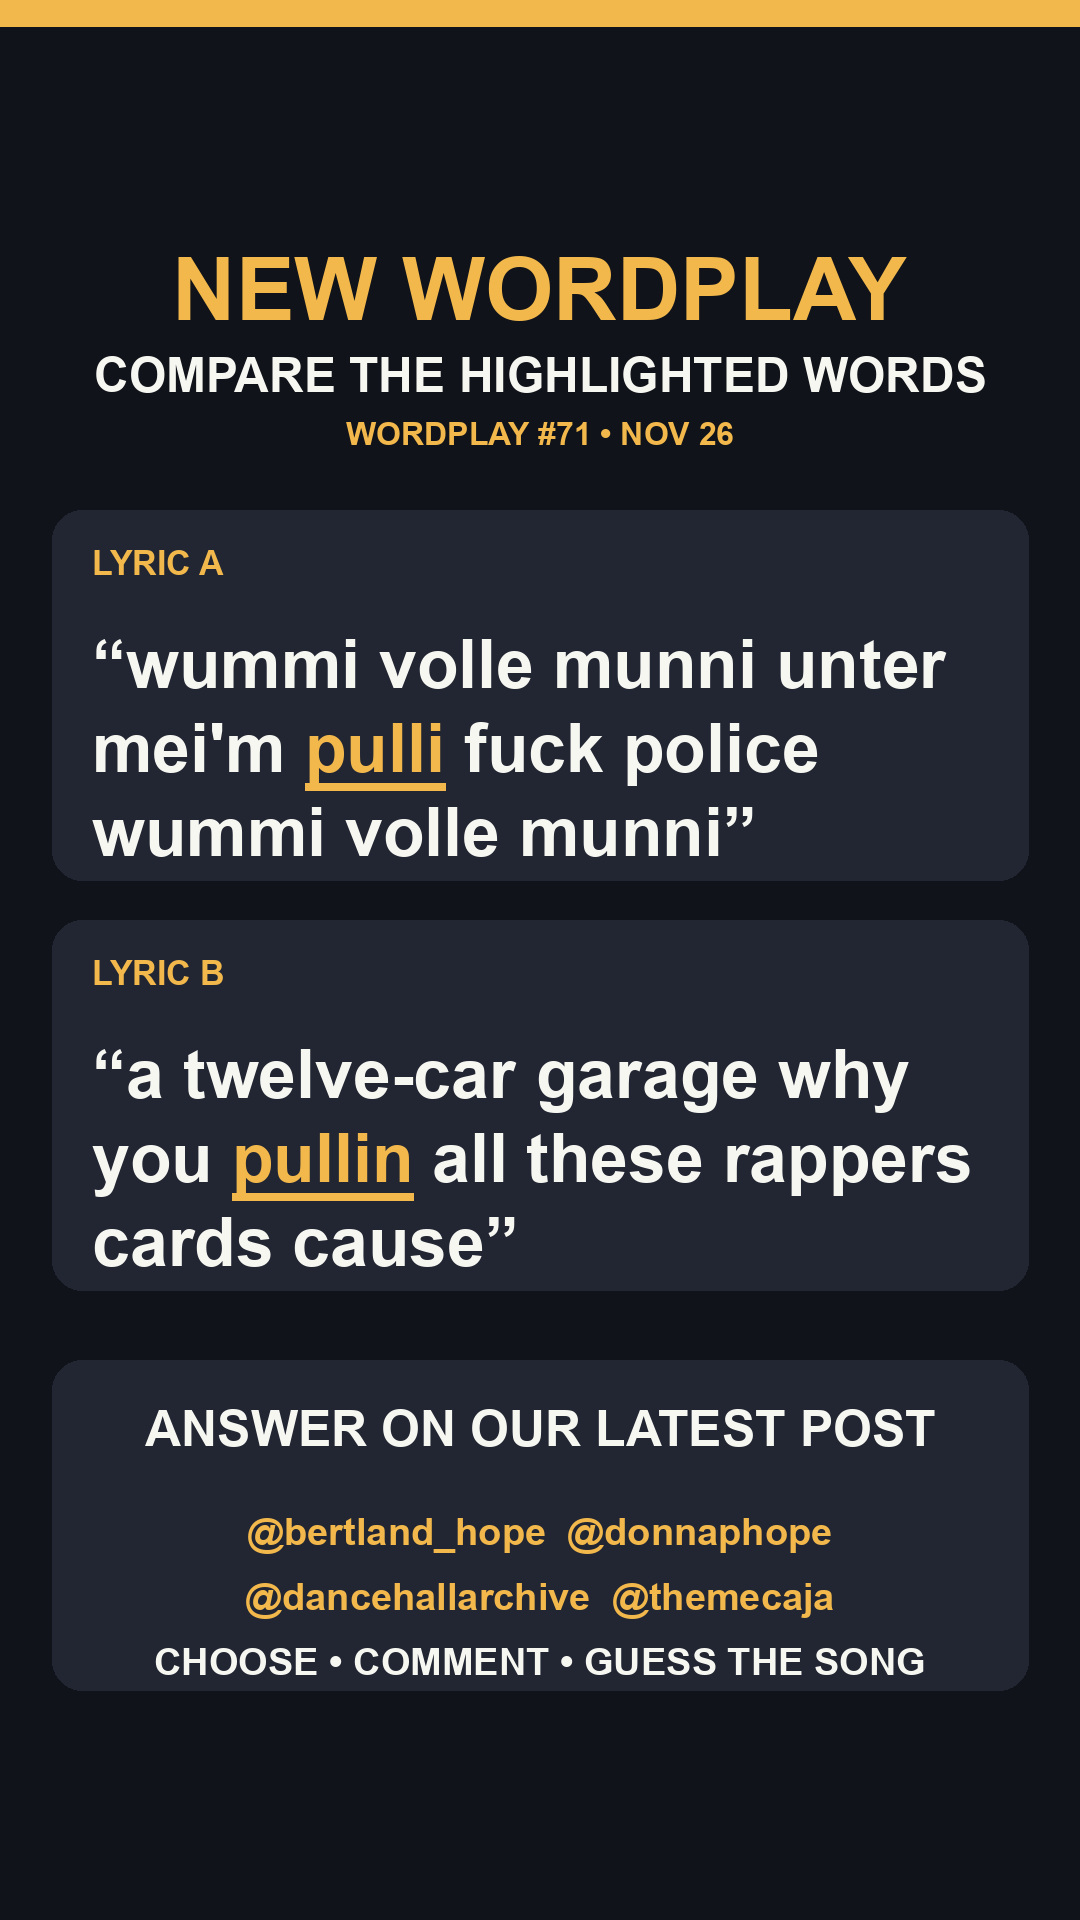 NEW WORDPLAY
COMPARE THE HIGHLIGHTED WORDS
WORDPLAY #71 • NOV 26
LYRIC A
“wummi volle munni unter
mei'm pulli fuck police
wummi volle munni”
LYRIC B
“a twelve-car garage why
you pullin all these rappers
cards cause”
ANSWER ON OUR LATEST POST
@bertland_hope @donnaphope
@dancehallarchive @themecaja
CHOOSE • COMMENT • GUESS THE SONG